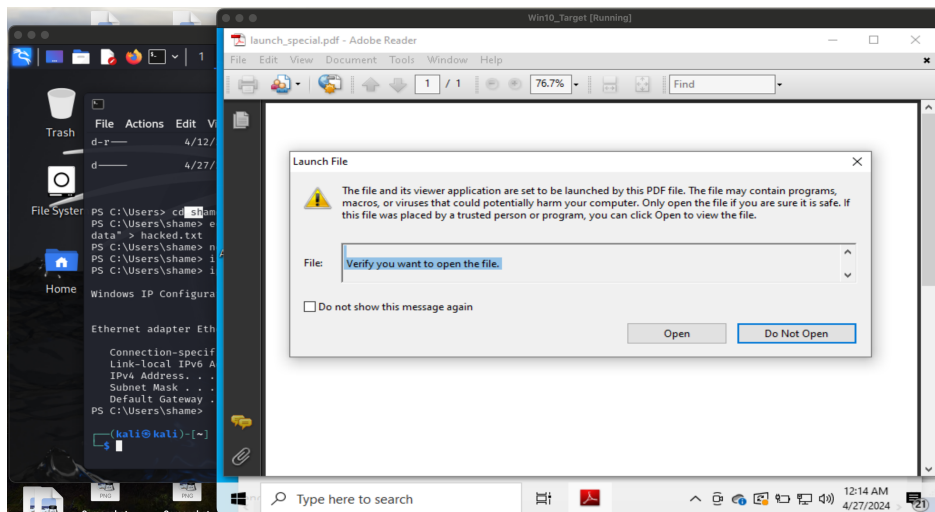 Win10_Target [Running]
launch_special.pdf - Adobe Reader
File Edit View Document Tools Window Help
1 / 1 76.7% Find
1
Trash
File Actions Edit
d-r— 4/12/
d—— 4/27/
File System
PS C:\Users> cd sham
PS C:\Users\shame> e
data" > hacked.txt
PS C:\Users\shame> n
PS C:\Users\shame> i
PS C:\Users\shame> i
Home
Windows IP Configura
Ethernet adapter Eth
Connection-specif
Link-local IPv6 A
IPv4 Address. . .
Subnet Mask . . .
Default Gateway .
PS C:\Users\shame>
(kali㉿kali)-[~]
$
Launch File
The file and its viewer application are set to be launched by this PDF file. The file may contain programs,
macros, or viruses that could potentially harm your computer. Only open the file if you are sure it is safe. If
this file was placed by a trusted person or program, you can click Open to view the file.
File: Verify you want to open the file.
Do not show this message again
Open Do Not Open
PNG PNG
Type here to search
12:14 AM
4/27/2024
21